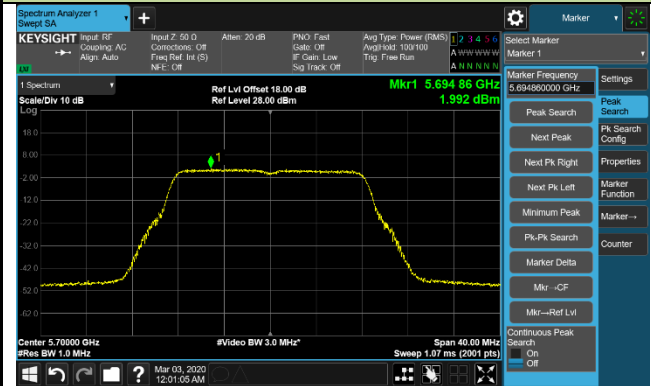 Spectrum Analyzer 1
Swept SA
Marker
KEYSIGHT
Input: RF
Coupling: AC
Align: Auto
Input Z: 50 Ω
Corrections: Off
Freq Ref: Int (S)
NFE: Off
Atten: 20 dB
PNO: Fast
Gate: Off
IF Gain: Low
Sig Track: Off
Avg Type: Power (RMS)
Avg|Hold: 100/100
Trig: Free Run
1 2 3 4 5 6
A W W W W W
A N N N N N
Select Marker
Marker 1
LXI
1 Spectrum
Scale/Div 10 dB
Log
Ref Lvl Offset 18.00 dB
Ref Level 28.00 dBm
Mkr1 5.694 86 GHz
1.992 dBm
18.0
8.00
-2.00
-12.0
-22.0
-32.0
-42.0
-52.0
-62.0
1
Center 5.70000 GHz
#Res BW 1.0 MHz
#Video BW 3.0 MHz*
Span 40.00 MHz
Sweep 1.07 ms (2001 pts)
Marker Frequency
5.694860000 GHz
Peak Search
Next Peak
Next Pk Right
Next Pk Left
Minimum Peak
Pk-Pk Search
Marker Delta
Mkr→CF
Mkr→Ref Lvl
Continuous Peak
Search
On
Off
Settings
Peak
Search
Pk Search
Config
Properties
Marker
Function
Marker→
Counter
?
Mar 03, 2020
12:01:05 AM